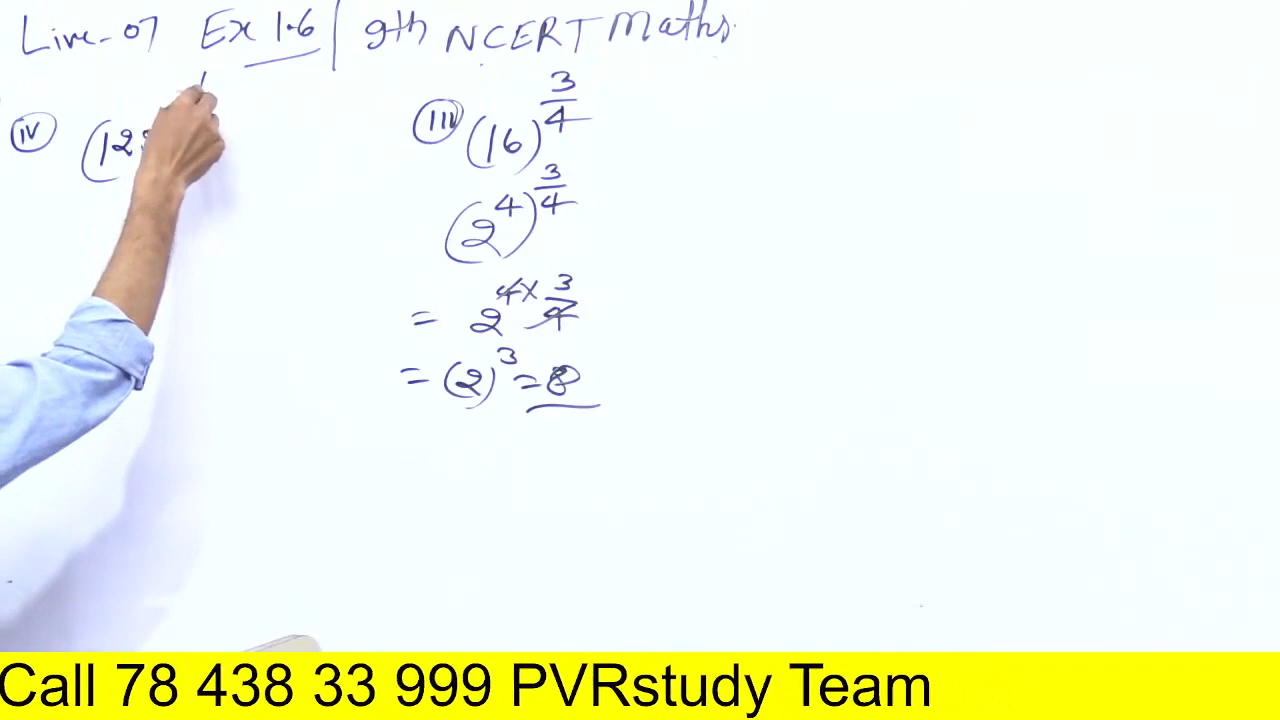 Live-07 Ex 1.6 | 9th NCERT Maths.
(iv) (12
(iii) (16)^{3/4}
(2^4)^{3/4}
= 2^{4 × 3/4}
= (2)^3 = 8
Call 78 438 33 999 PVRstudy Team